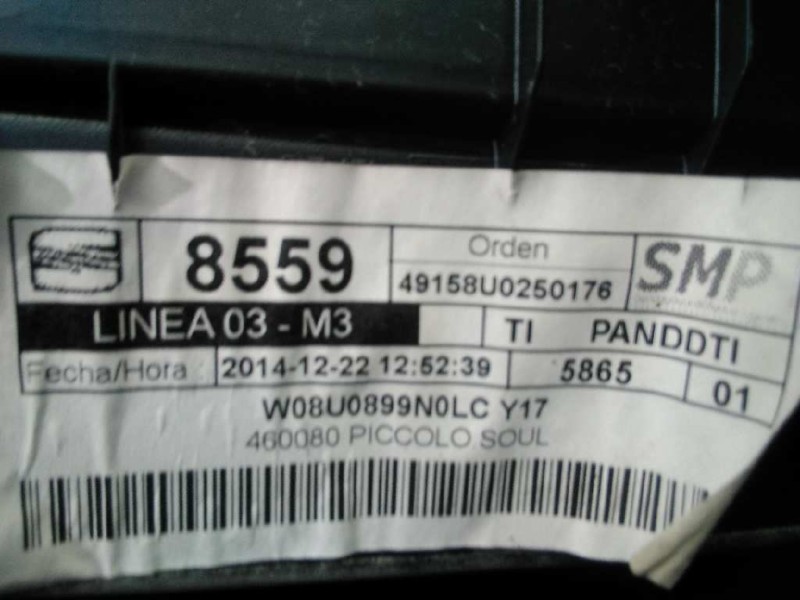 8559
Orden
49158U0250176
SMP
LINEA 03 - M3
TI PANDDTI
Fecha/Hora : 2014-12-22 12:52:39
5865
01
W08U0899N0LC Y17
460080 PICCOLO SOUL